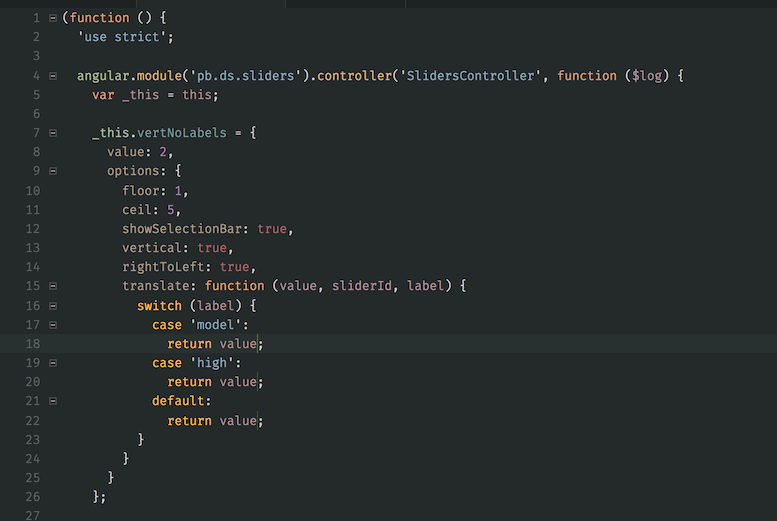 1 (function () {
2 'use strict';
3
4 angular.module('pb.ds.sliders').controller('SlidersController', function ($log) {
5 var _this = this;
6
7 _this.vertNoLabels = {
8 value: 2,
9 options: {
10 floor: 1,
11 ceil: 5,
12 showSelectionBar: true,
13 vertical: true,
14 rightToLeft: true,
15 translate: function (value, sliderId, label) {
16 switch (label) {
17 case 'model':
18 return value;
19 case 'high':
20 return value;
21 default:
22 return value;
23 }
24 }
25 }
26 };
27